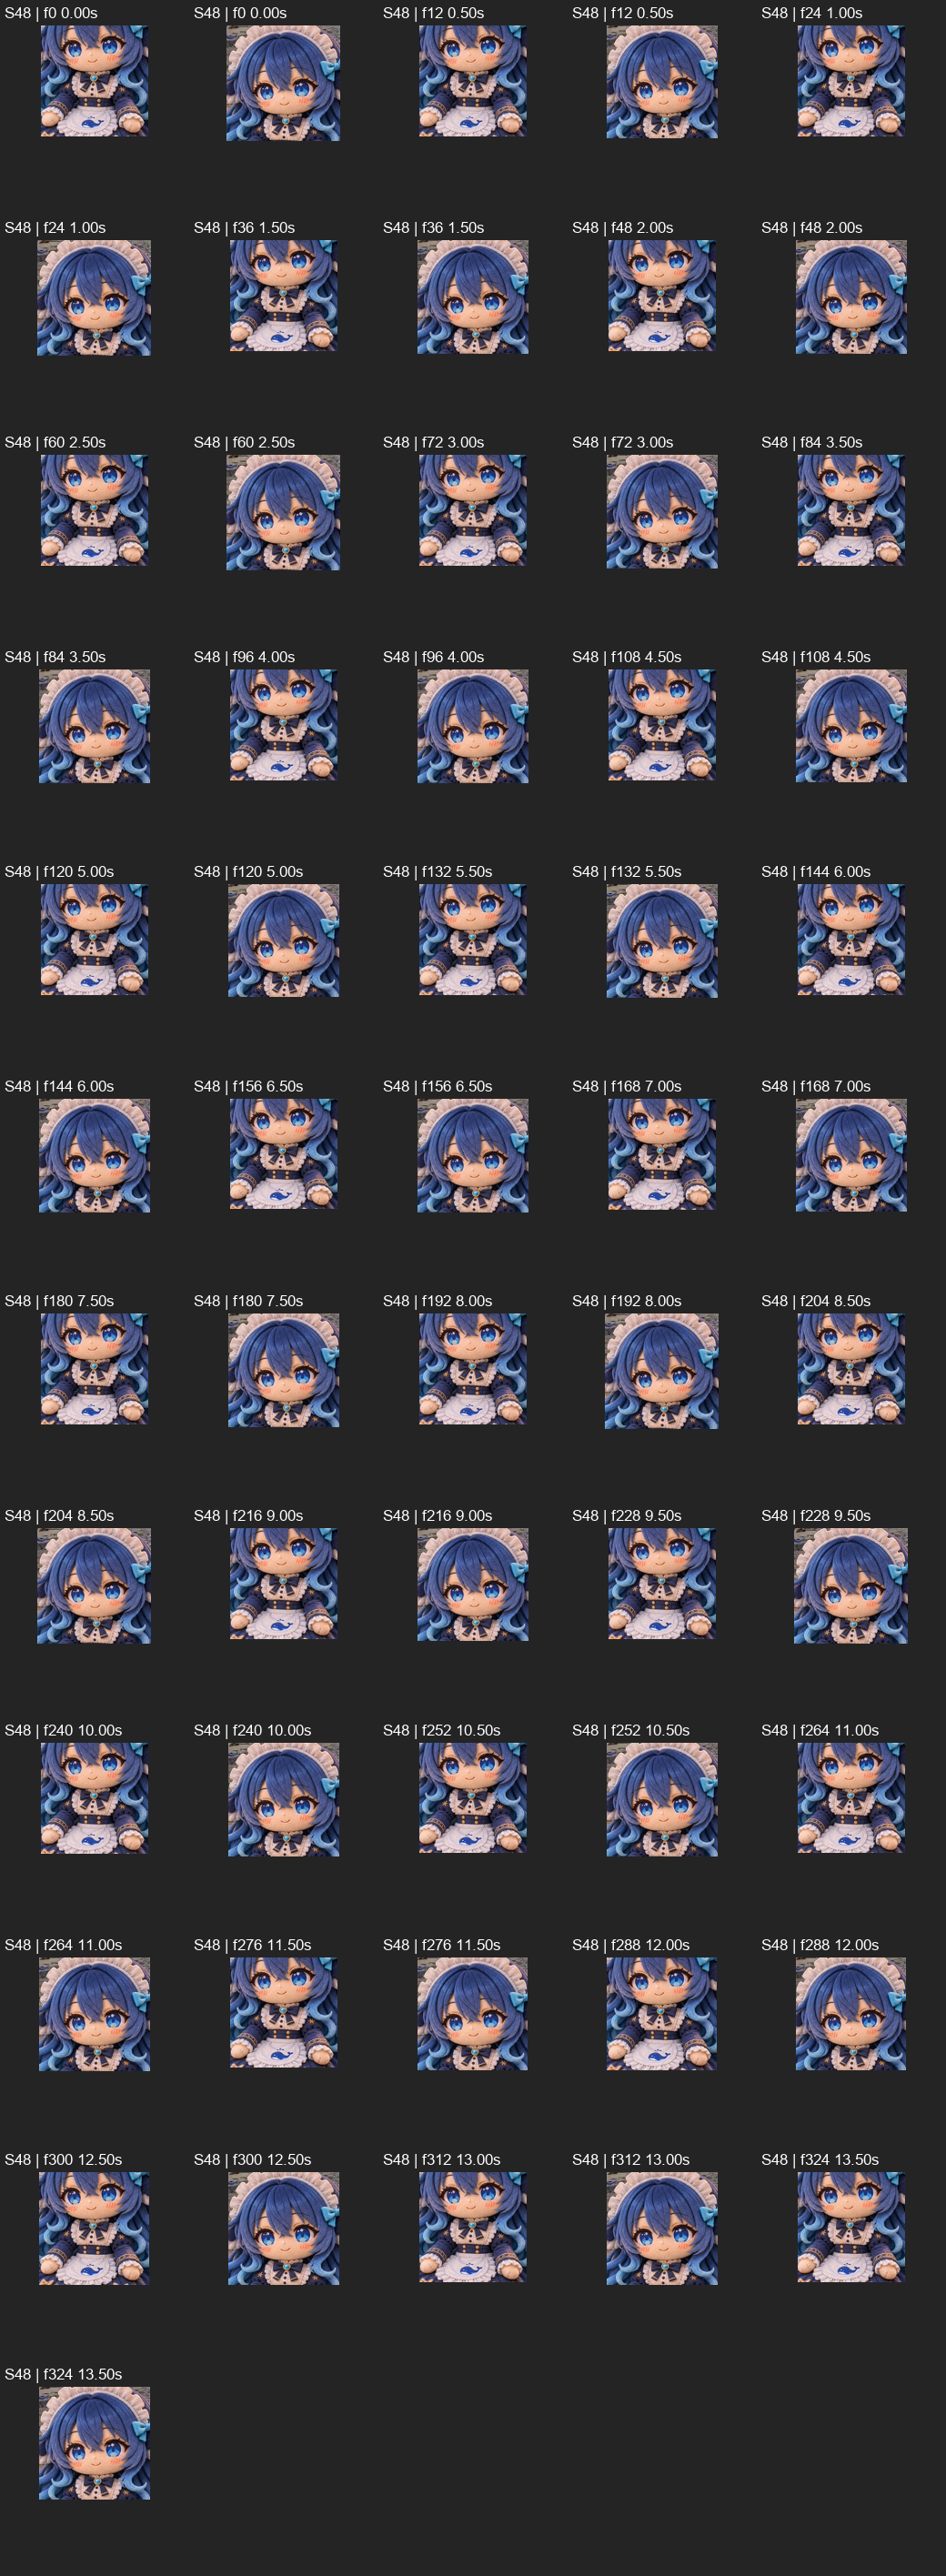 S48 | f0 0.00s
S48 | f0 0.00s
S48 | f12 0.50s
S48 | f12 0.50s
S48 | f24 1.00s
S48 | f24 1.00s
S48 | f36 1.50s
S48 | f36 1.50s
S48 | f48 2.00s
S48 | f48 2.00s
S48 | f60 2.50s
S48 | f60 2.50s
S48 | f72 3.00s
S48 | f72 3.00s
S48 | f84 3.50s
S48 | f84 3.50s
S48 | f96 4.00s
S48 | f96 4.00s
S48 | f108 4.50s
S48 | f108 4.50s
S48 | f120 5.00s
S48 | f120 5.00s
S48 | f132 5.50s
S48 | f132 5.50s
S48 | f144 6.00s
S48 | f144 6.00s
S48 | f156 6.50s
S48 | f156 6.50s
S48 | f168 7.00s
S48 | f168 7.00s
S48 | f180 7.50s
S48 | f180 7.50s
S48 | f192 8.00s
S48 | f192 8.00s
S48 | f204 8.50s
S48 | f204 8.50s
S48 | f216 9.00s
S48 | f216 9.00s
S48 | f228 9.50s
S48 | f228 9.50s
S48 | f240 10.00s
S48 | f240 10.00s
S48 | f252 10.50s
S48 | f252 10.50s
S48 | f264 11.00s
S48 | f264 11.00s
S48 | f276 11.50s
S48 | f276 11.50s
S48 | f288 12.00s
S48 | f288 12.00s
S48 | f300 12.50s
S48 | f300 12.50s
S48 | f312 13.00s
S48 | f312 13.00s
S48 | f324 13.50s
S48 | f324 13.50s